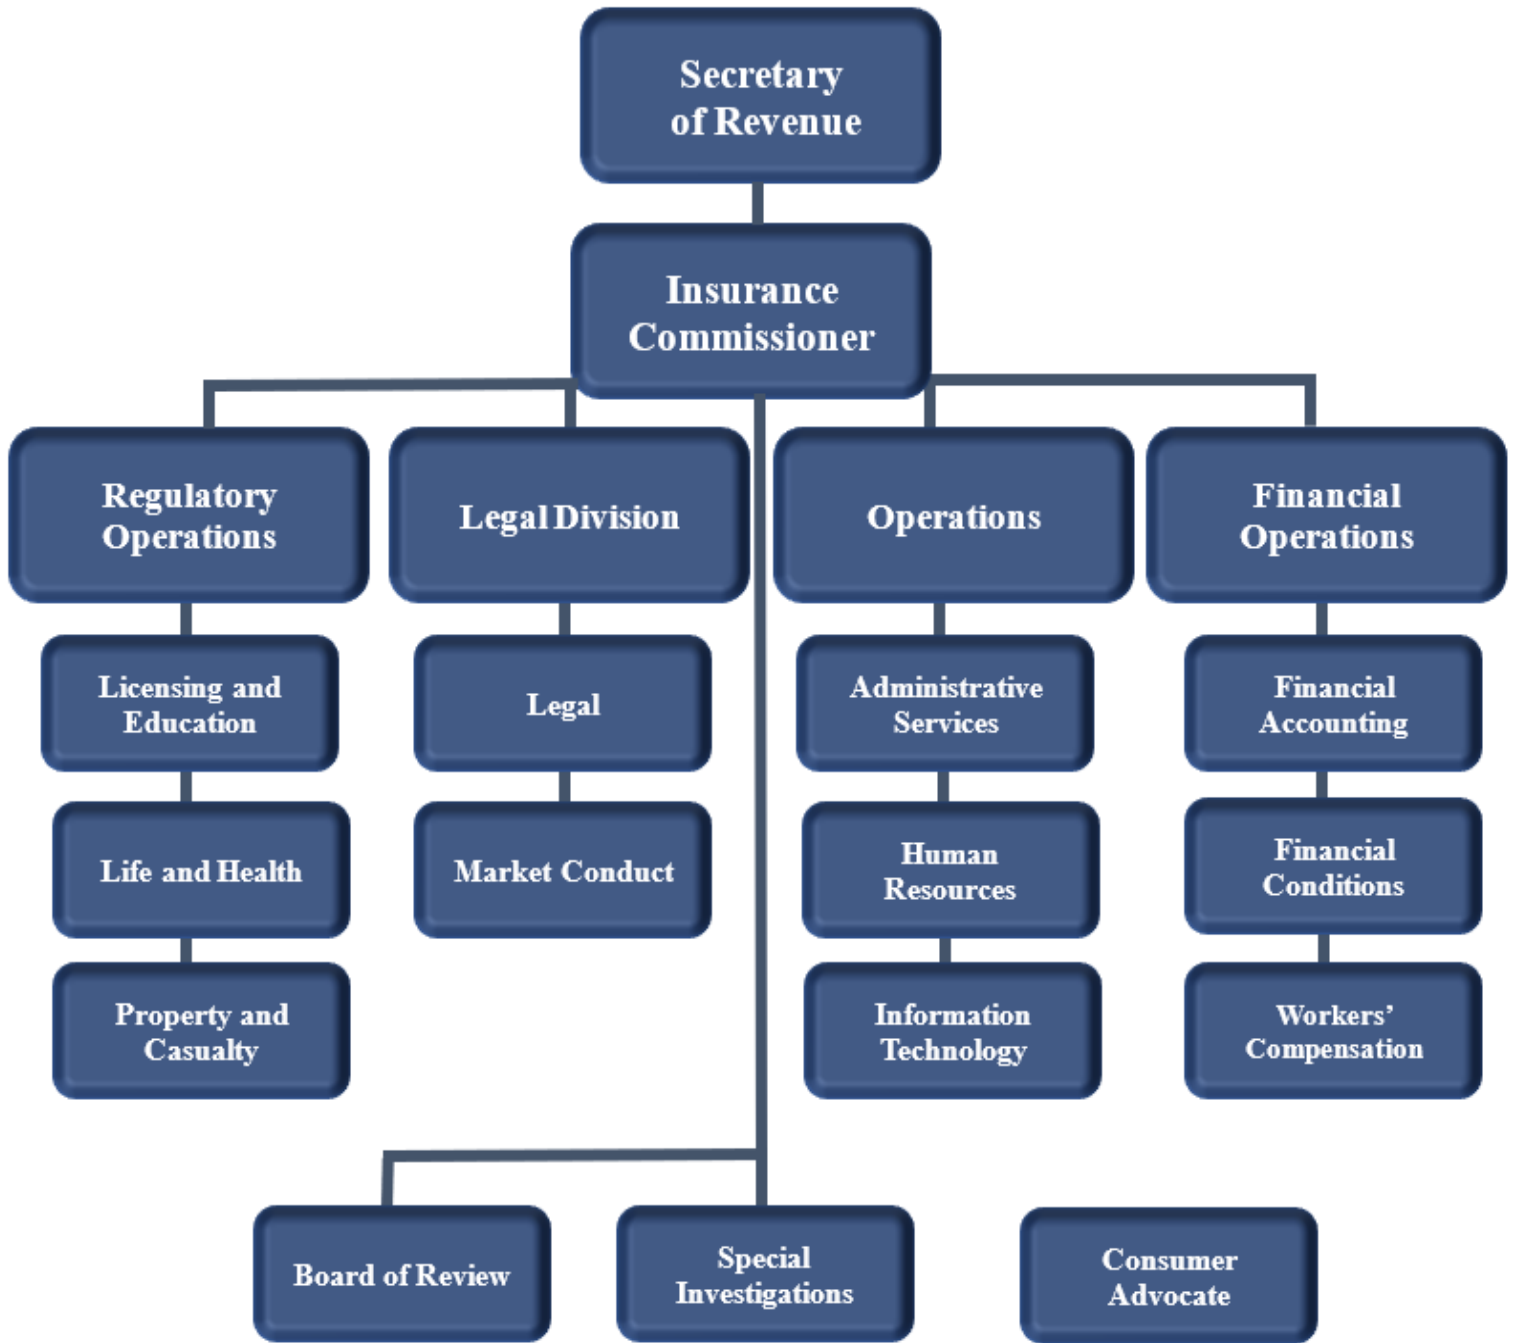 Secretary
of Revenue
Insurance
Commissioner
Regulatory
Operations
Legal Division
Operations
Financial
Operations
Licensing and
Education
Legal
Administrative
Services
Financial
Accounting
Life and Health
Market Conduct
Human
Resources
Financial
Conditions
Property and
Casualty
Information
Technology
Workers’
Compensation
Board of Review
Special
Investigations
Consumer
Advocate